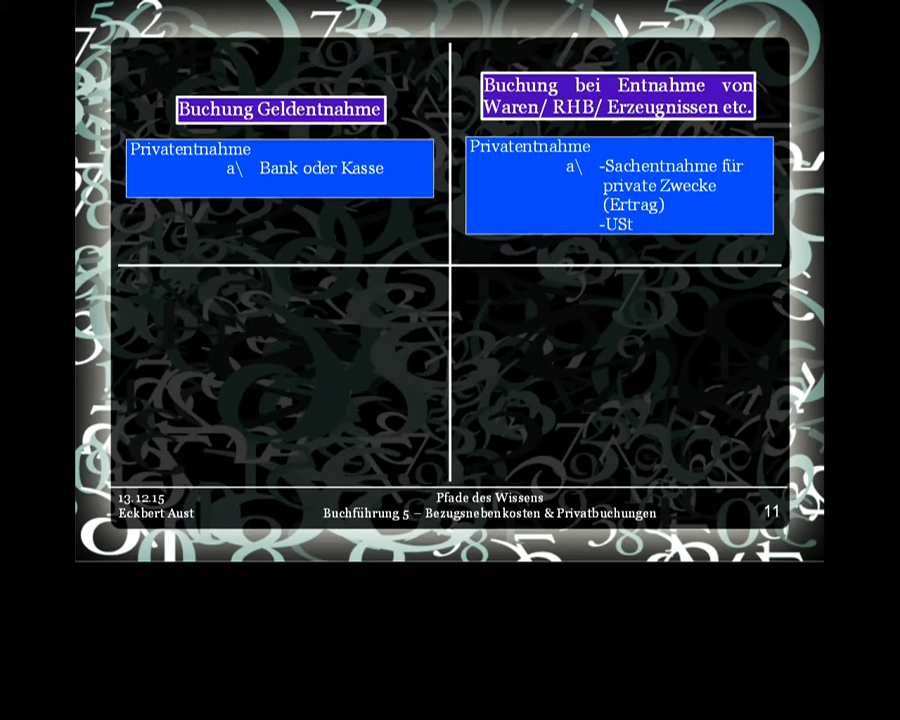 Buchung Geldentnahme
Privatentnahme
a\ Bank oder Kasse
Buchung bei Entnahme von
Waren/ RHB/ Erzeugnissen etc.
Privatentnahme
a\ -Sachentnahme für
private Zwecke
(Ertrag)
-USt
13.12.15
Eckbert Aust
Pfade des Wissens
Buchführung 5 – Bezugsnebenkosten & Privatbuchungen
11